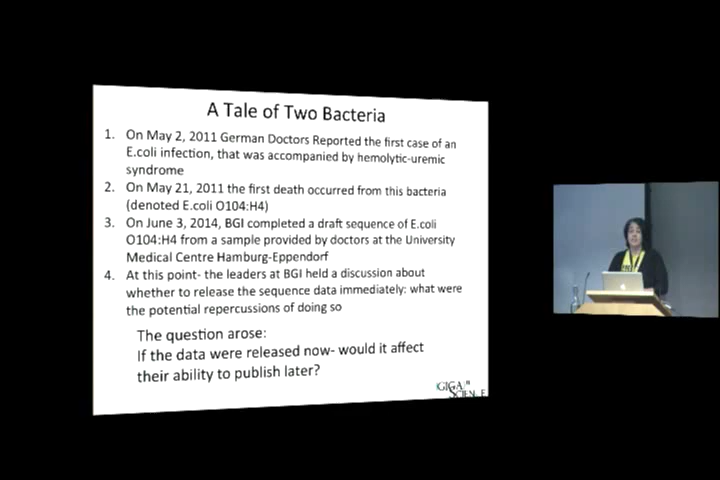 A Tale of Two Bacteria
1. On May 2, 2011 German Doctors Reported the first case of an
E.coli infection, that was accompanied by hemolytic-uremic
syndrome
2. On May 21, 2011 the first death occurred from this bacteria
(denoted E.coli O104:H4)
3. On June 3, 2014, BGI completed a draft sequence of E.coli
O104:H4 from a sample provided by doctors at the University
Medical Centre Hamburg-Eppendorf
4. At this point- the leaders at BGI held a discussion about
whether to release the sequence data immediately: what were
the potential repercussions of doing so
The question arose:
If the data were released now- would it affect
their ability to publish later?